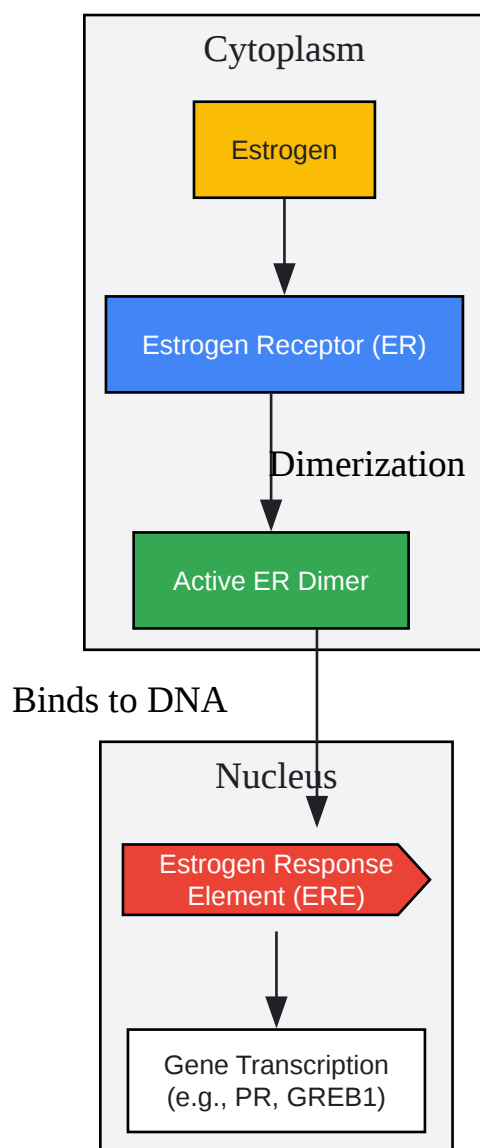 Cytoplasm
Estrogen
Estrogen Receptor (ER)
Dimerization
Active ER Dimer
Binds to DNA
Nucleus
Estrogen Response
Element (ERE)
Gene Transcription
(e.g., PR, GREB1)